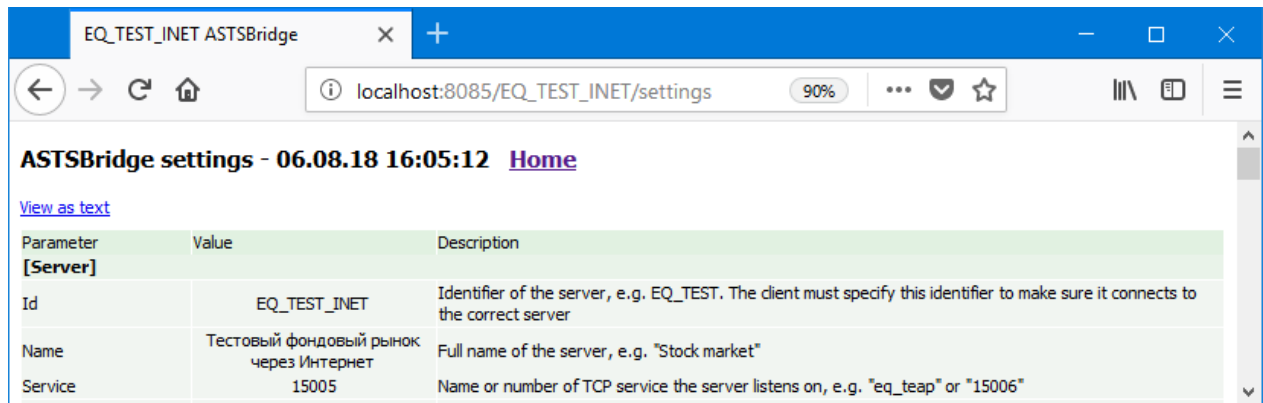 EQ_TEST_INET ASTSBridge
localhost:8085/EQ_TEST_INET/settings 90%
ASTSBridge settings - 06.08.18 16:05:12 Home
View as text
Parameter Value Description
[Server]
Id EQ_TEST_INET Identifier of the server, e.g. EQ_TEST. The client must specify this identifier to make sure it connects to
the correct server
Name Тестовый фондовый рынок
через Интернет Full name of the server, e.g. "Stock market"
Service 15005 Name or number of TCP service the server listens on, e.g. "eq_teap" or "15006"